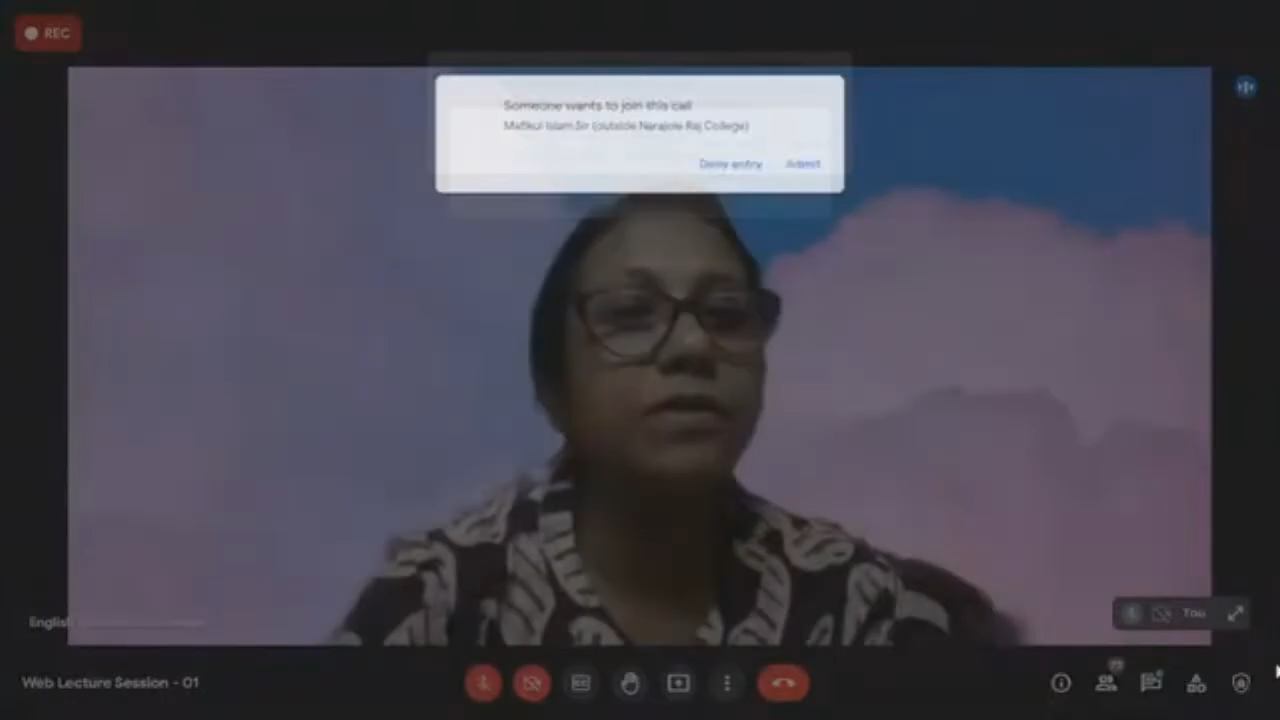 REC
Someone wants to join this call
Mafikul Islam Sir (outside Narajole Raj College)
Deny entry Admit
English
You
Web Lecture Session - 01